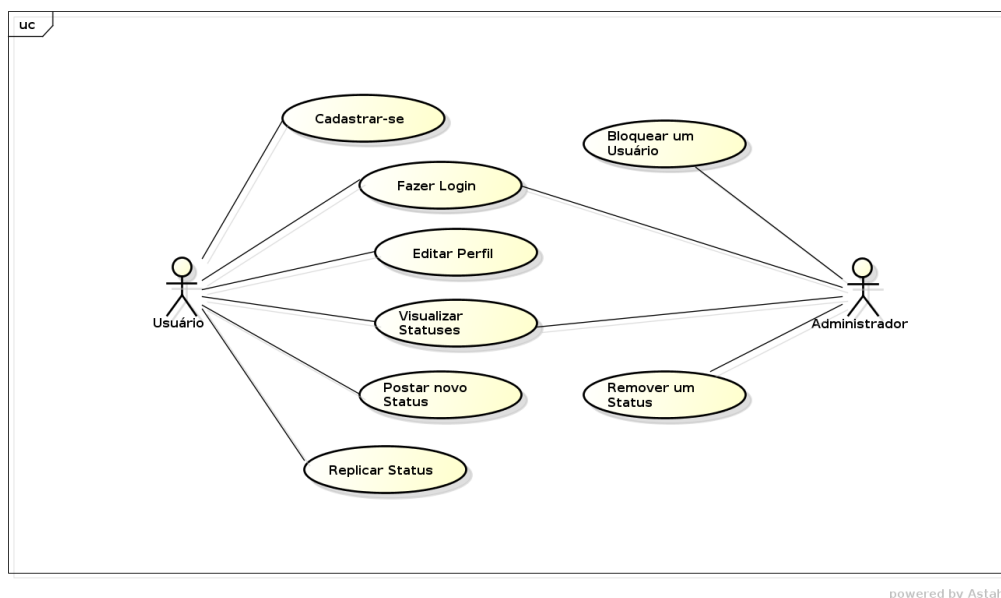 uc
Cadastrar-se
Bloquear um
Usuário
Fazer Login
Editar Perfil
Usuário
Administrador
Visualizar
Statuses
Postar novo
Status
Remover um
Status
Replicar Status
powered by Astah